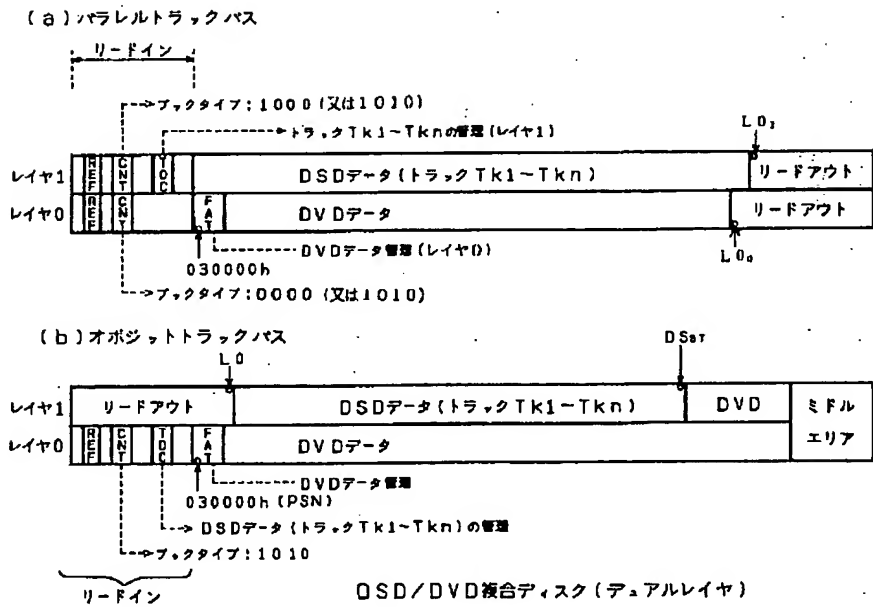 (a)パラレルトラックパス
リードイン
ブックタイプ:1000(又は1010)
トラックTk1~Tknの管理(レイヤ1)
LO1
レイヤ1 REF CNT TOC DSDデータ(トラックTk1~Tkn) リードアウト
レイヤ0 REF CNT FAT DVDデータ リードアウト
DVDデータ管理(レイヤ0)
030000h
LO0
ブックタイプ:0000(又は1010)
(b)オポジットトラックパス
LO
DSST
レイヤ1 リードアウト DSDデータ(トラックTk1~Tkn) DVD ミドル
レイヤ0 REF CNT TOC FAT DVDデータ エリア
DVDデータ管理
030000h(PSN)
DSDデータ(トラックTk1~Tkn)の管理
ブックタイプ:1010
リードイン
DSD/DVD複合ディスク(デュアルレイヤ)